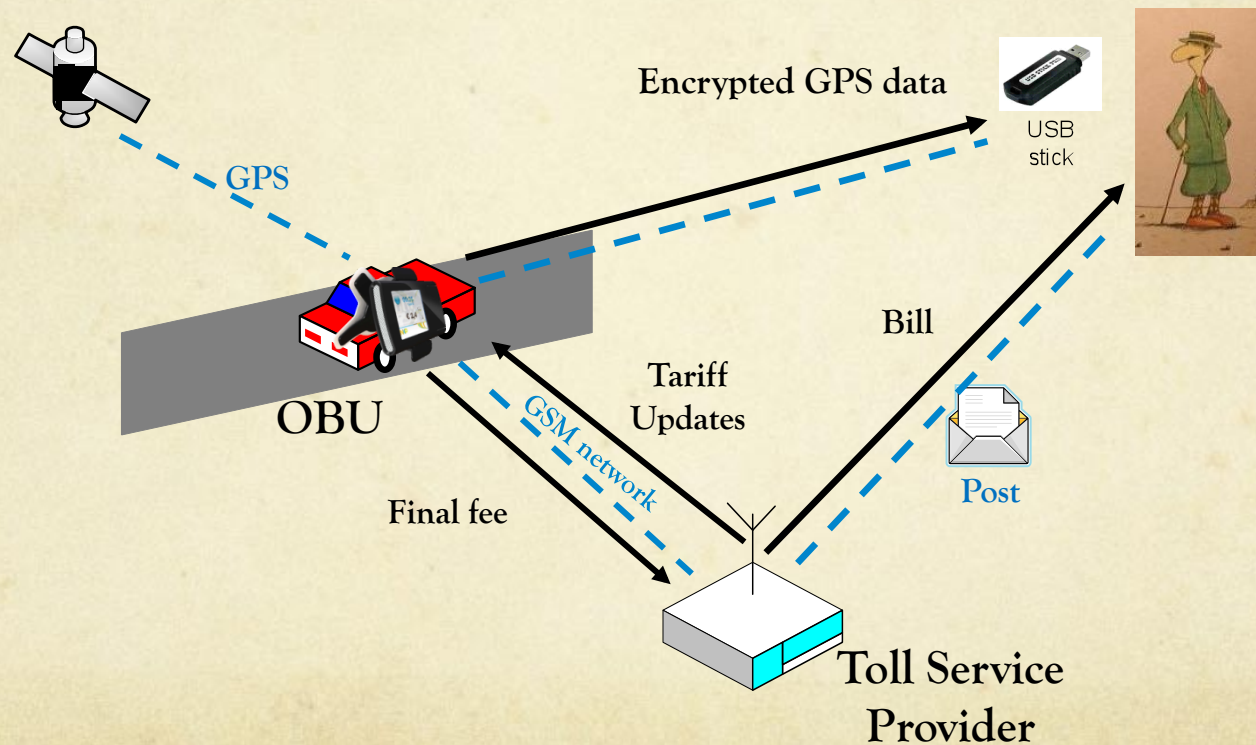 Encrypted GPS data
USB
stick
GPS
Bill
Tariff
Updates
OBU
GSM network
Final fee
Post
Toll Service
Provider